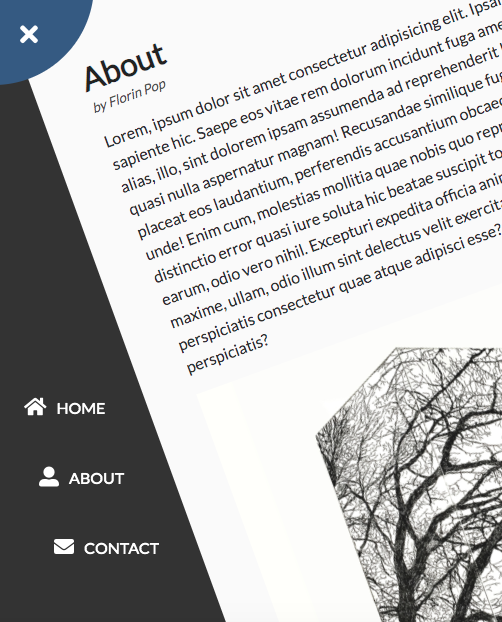 About
by Florin Pop
Lorem, ipsum dolor sit amet consectetur adipisicing elit. Ipsa
sapiente hic. Saepe eos vitae rem dolorum incidunt fuga ame
alias, illo, sint dolorem ipsam assumenda ad reprehenderit
quasi nulla aspernatur magnam! Recusandae similique fug
placeat eos laudantium, perferendis accusantium obcaec
unde! Enim cum, molestias mollitia quae nobis quo repr
distinctio error quasi iure soluta hic beatae suscipit to
earum, odio vero nihil. Excepturi expedita officia anim
maxime, ullam, odio illum sint delectus velit exercita
perspiciatis consectetur quae atque adipisci esse?
perspiciatis?
HOME
ABOUT
CONTACT